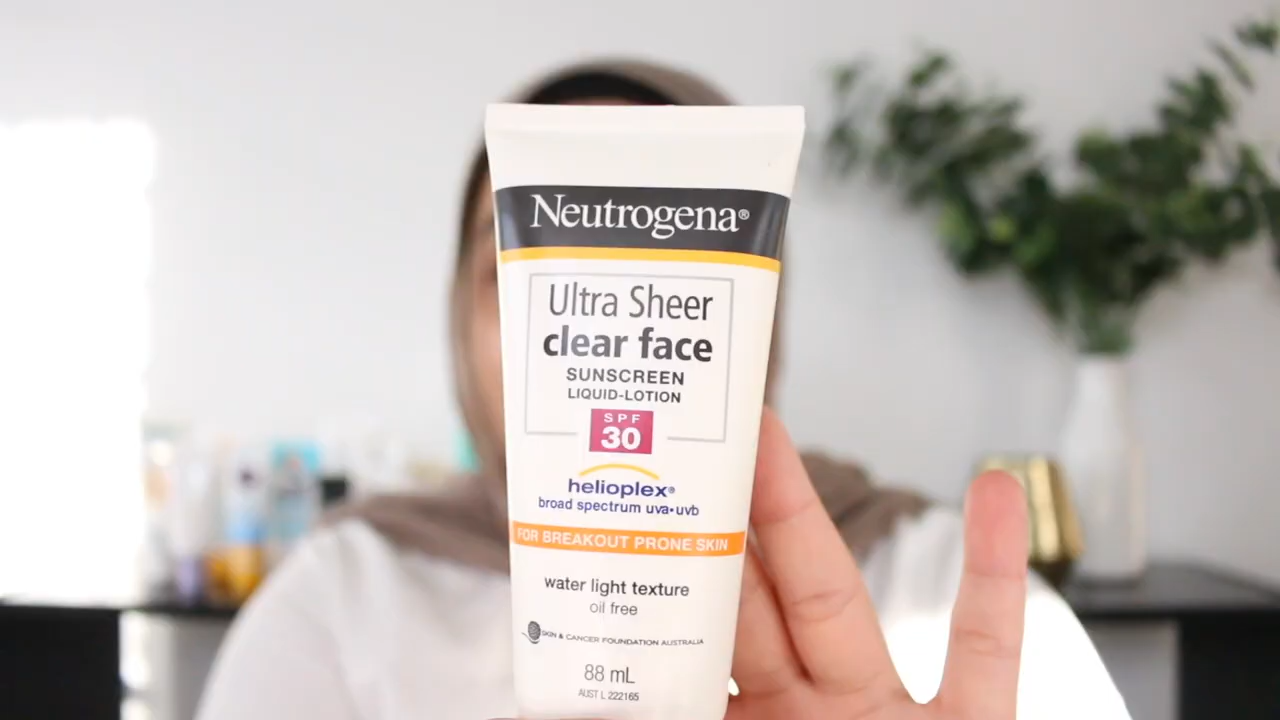 Neutrogena®
Ultra Sheer
clear face
SUNSCREEN
LIQUID-LOTION
SPF
30
helioplex®
broad spectrum uva•uvb
FOR BREAKOUT PRONE SKIN
water light texture
oil free
SKIN & CANCER FOUNDATION AUSTRALIA
88 mL
AUST L 222165